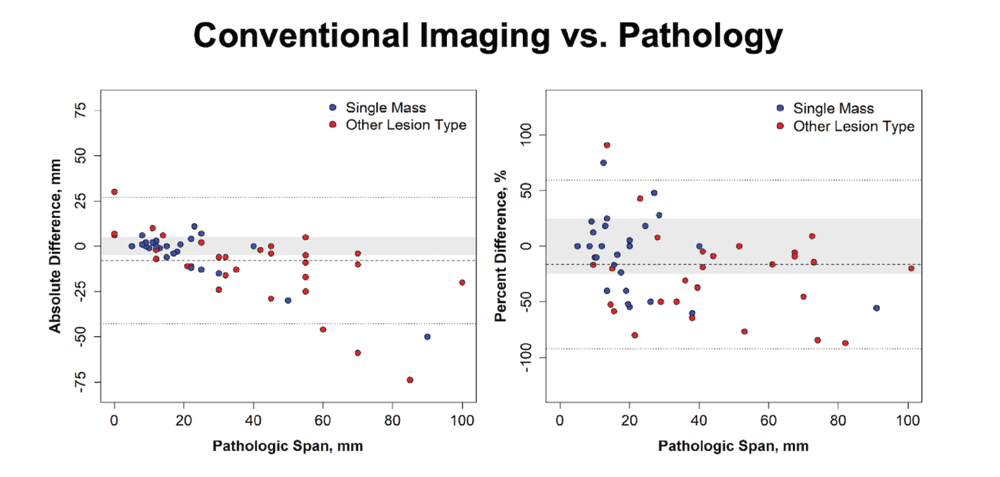 Conventional Imaging vs. Pathology
Single Mass
Other Lesion Type
75
50
25
0
-25
-50
-75
Absolute Difference, mm
0 20 40 60 80 100
Pathologic Span, mm
Single Mass
Other Lesion Type
100
50
0
-50
-100
Percent Difference, %
0 20 40 60 80 100
Pathologic Span, mm